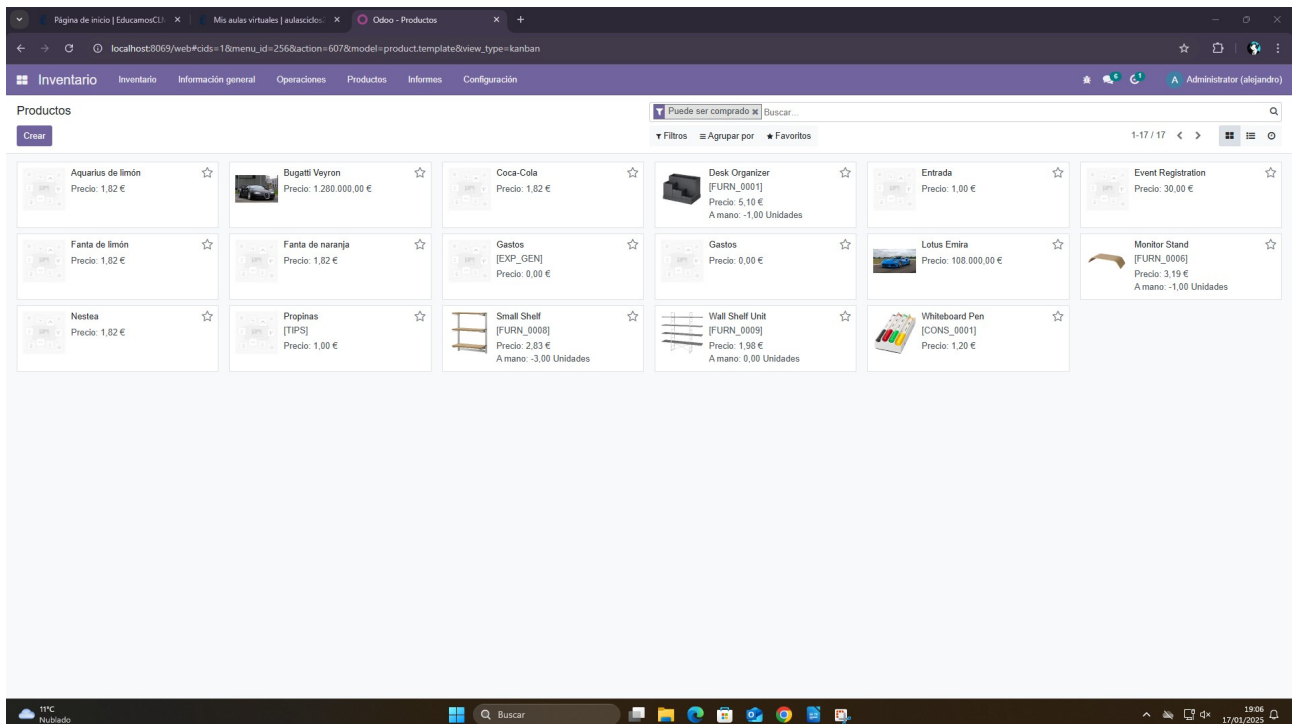 Página de inicio | EducamosCL
Mis aulas virtuales | aulasciclos
Odoo - Productos
localhost:8069/web#cids=1&menu_id=256&action=607&model=product.template&view_type=kanban
Inventario Inventario Información general Operaciones Productos Informes Configuración
6 1 A Administrator (alejandro)
Productos
Puede ser comprado Buscar...
Crear
Filtros Agrupar por Favoritos
1-17 / 17
Aquarius de limón
Precio: 1,82 €
Bugatti Veyron
Precio: 1.280.000,00 €
Coca-Cola
Precio: 1,82 €
Desk Organizer
[FURN_0001]
Precio: 5,10 €
A mano: -1,00 Unidades
Entrada
Precio: 1,00 €
Event Registration
Precio: 30,00 €
Fanta de limón
Precio: 1,82 €
Fanta de naranja
Precio: 1,82 €
Gastos
[EXP_GEN]
Precio: 0,00 €
Gastos
Precio: 0,00 €
Lotus Emira
Precio: 108.000,00 €
Monitor Stand
[FURN_0006]
Precio: 3,19 €
A mano: -1,00 Unidades
Nestea
Precio: 1,82 €
Propinas
[TIPS]
Precio: 1,00 €
Small Shelf
[FURN_0008]
Precio: 2,83 €
A mano: -3,00 Unidades
Wall Shelf Unit
[FURN_0009]
Precio: 1,98 €
A mano: 0,00 Unidades
Whiteboard Pen
[CONS_0001]
Precio: 1,20 €
11°C
Nublado
Buscar
19:06
17/01/2025